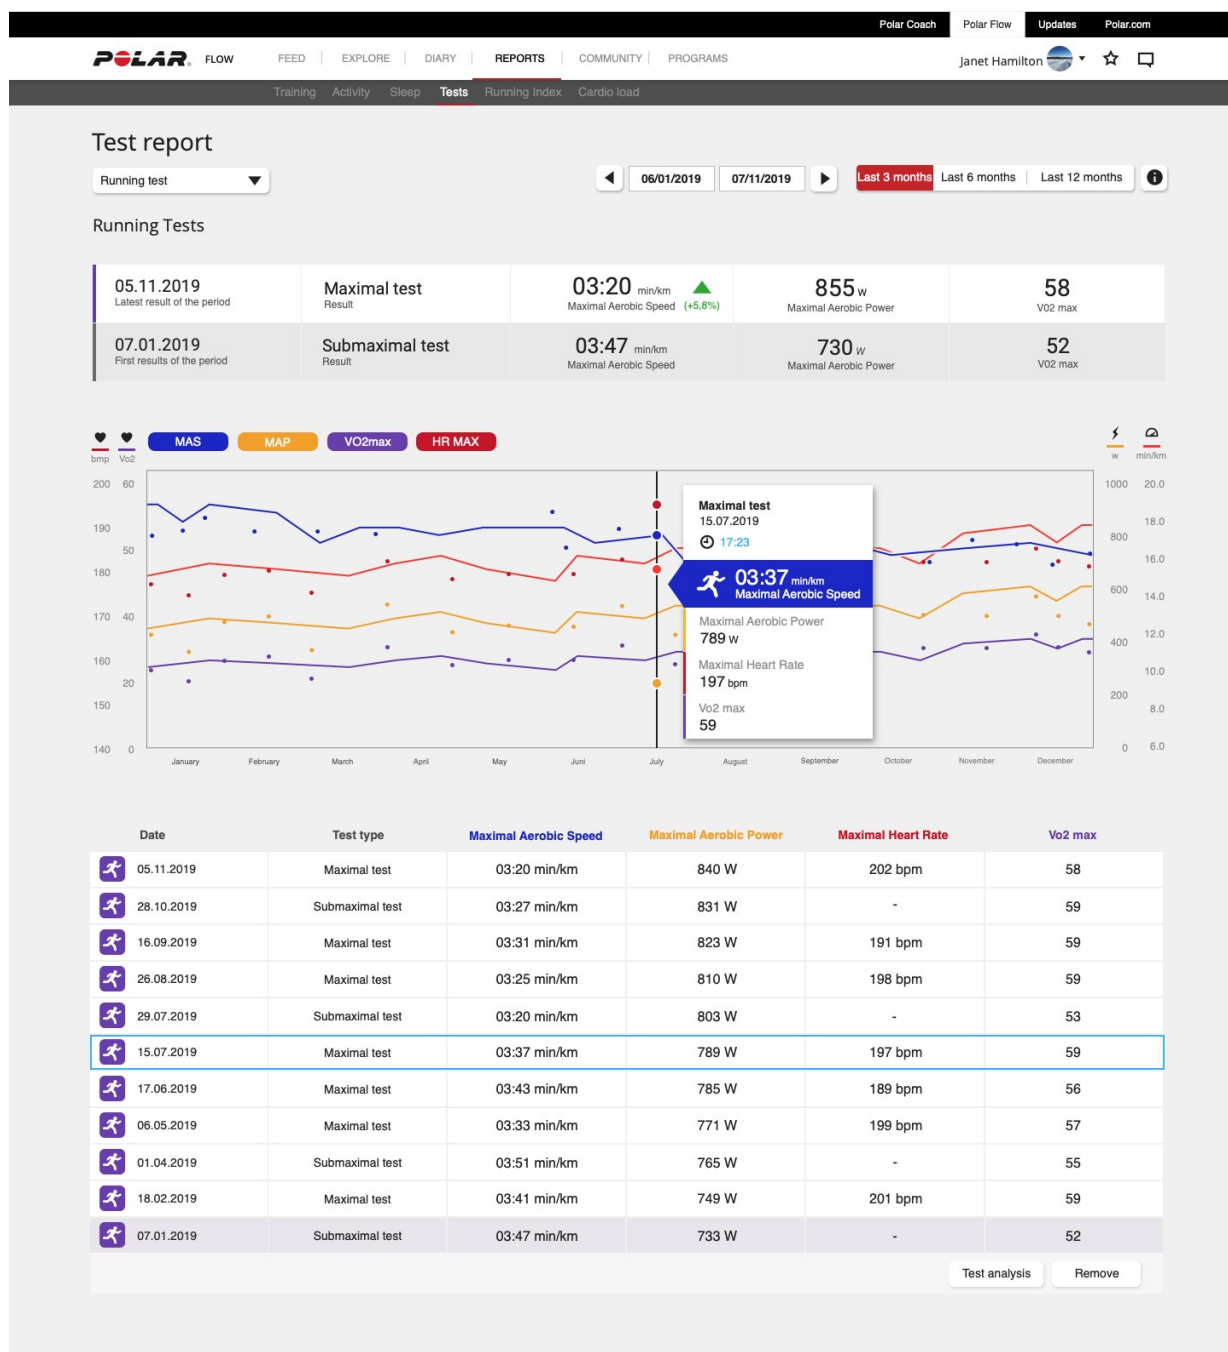 Polar Coach Polar Flow Updates Polar.com
POLAR. FLOW FEED EXPLORE DIARY REPORTS COMMUNITY PROGRAMS Janet Hamilton
Training Activity Sleep Tests Running Index Cardio load
Test report
Running test 06/01/2019 07/11/2019 Last 3 months Last 6 months Last 12 months
Running Tests
05.11.2019 Maximal test 03:20 min/km 855 w 58
Latest result of the period Result Maximal Aerobic Speed (+5,8%) Maximal Aerobic Power V02 max
07.01.2019 Submaximal test 03:47 min/km 730 w 52
First results of the period Result Maximal Aerobic Speed Maximal Aerobic Power V02 max
MAS MAP VO2max HR MAX
bmp Vo2 w min/km
200 60 1000 20.0
190 18.0
50 800
180 16.0
600 14.0
170 40
12.0
160 400
10.0
20 200
150 8.0
140 0 0 6.0
Maximal test
15.07.2019
17:23
03:37 min/km
Maximal Aerobic Speed
Maximal Aerobic Power
789 w
Maximal Heart Rate
197 bpm
Vo2 max
59
January February March April May Juni July August September October November December
Date Test type Maximal Aerobic Speed Maximal Aerobic Power Maximal Heart Rate Vo2 max
05.11.2019 Maximal test 03:20 min/km 840 W 202 bpm 58
28.10.2019 Submaximal test 03:27 min/km 831 W - 59
16.09.2019 Maximal test 03:31 min/km 823 W 191 bpm 59
26.08.2019 Maximal test 03:25 min/km 810 W 198 bpm 59
29.07.2019 Submaximal test 03:20 min/km 803 W - 53
15.07.2019 Maximal test 03:37 min/km 789 W 197 bpm 59
17.06.2019 Maximal test 03:43 min/km 785 W 189 bpm 56
06.05.2019 Maximal test 03:33 min/km 771 W 199 bpm 57
01.04.2019 Submaximal test 03:51 min/km 765 W - 55
18.02.2019 Maximal test 03:41 min/km 749 W 201 bpm 59
07.01.2019 Submaximal test 03:47 min/km 733 W - 52
Test analysis Remove